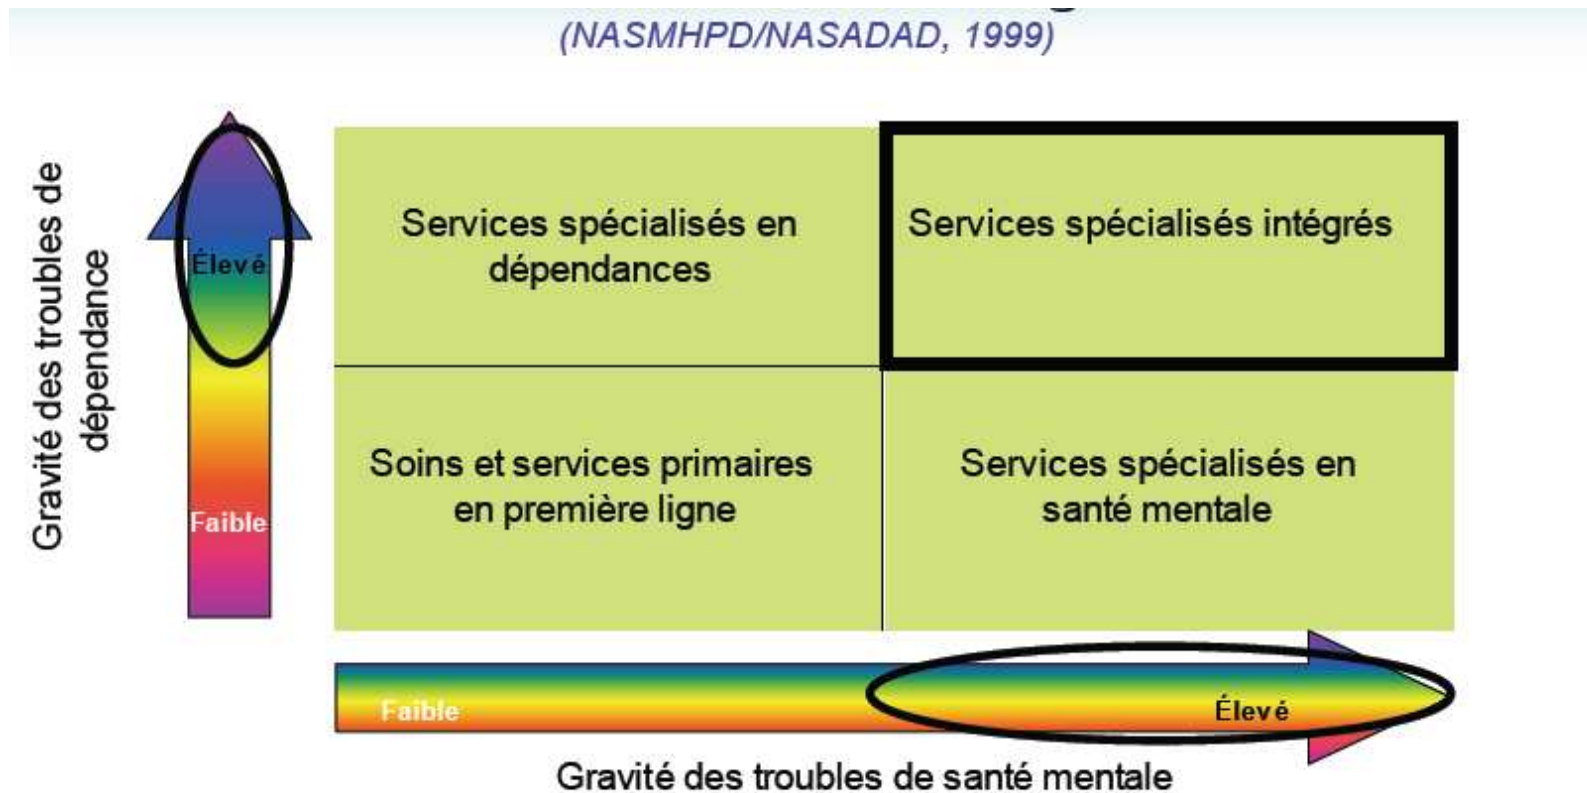 (NASMHPD/NASADAD, 1999)
Gravité des troubles de
dépendance
Élevé
Faible
Services spécialisés en
dépendances
Services spécialisés intégrés
Soins et services primaires
en première ligne
Services spécialisés en
santé mentale
Faible
Élevé
Gravité des troubles de santé mentale